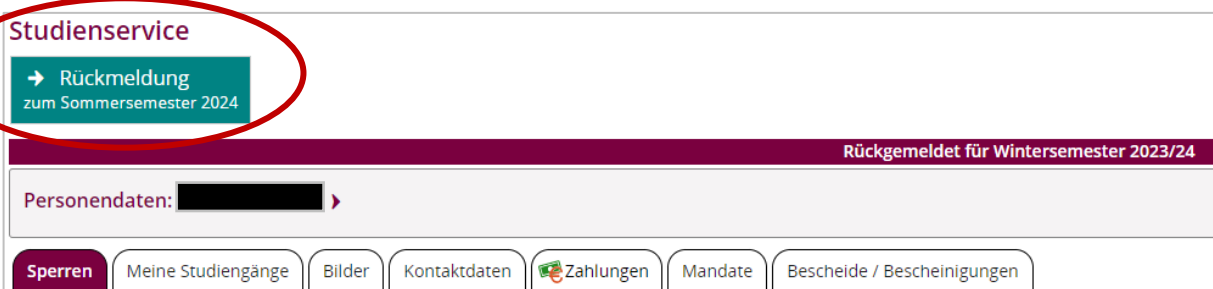 Studienservice
→ Rückmeldung
zum Sommersemester 2024
Rückgemeldet für Wintersemester 2023/24
Personendaten:
Sperren Meine Studiengänge Bilder Kontaktdaten Zahlungen Mandate Bescheide / Bescheinigungen